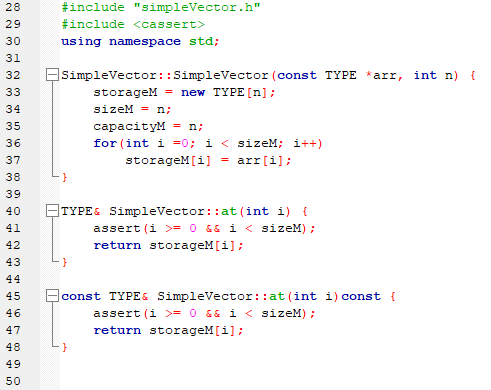 28 #include "simpleVector.h"
29 #include <cassert>
30 using namespace std;
31
32 SimpleVector::SimpleVector(const TYPE *arr, int n) {
33     storageM = new TYPE[n];
34     sizeM = n;
35     capacityM = n;
36     for(int i =0; i < sizeM; i++)
37         storageM[i] = arr[i];
38 }
39
40 TYPE& SimpleVector::at(int i) {
41     assert(i >= 0 && i < sizeM);
42     return storageM[i];
43 }
44
45 const TYPE& SimpleVector::at(int i)const {
46     assert(i >= 0 && i < sizeM);
47     return storageM[i];
48 }
49
50